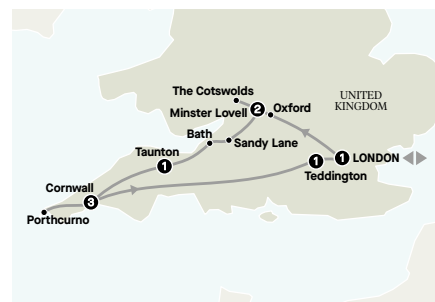 The Cotswolds
UNITED
KINGDOM
Minster Lovell
2
Oxford
Bath
Sandy Lane
Taunton
1
1
1
LONDON
Teddington
Cornwall
3
Porthcurno